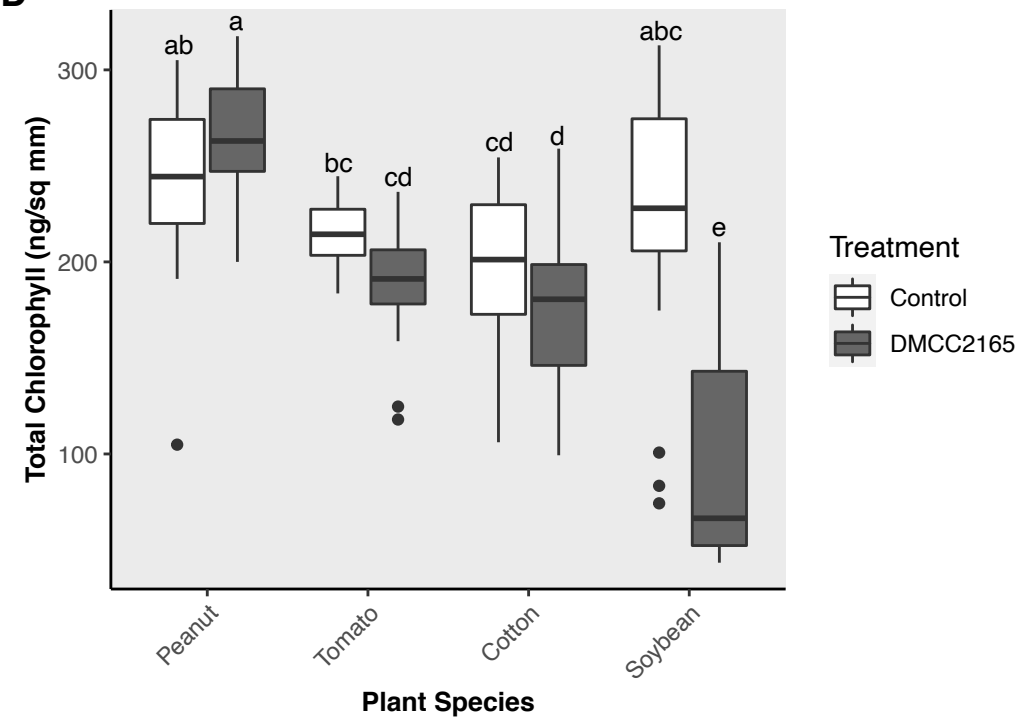 ab
a
bc
cd
cd
d
abc
e
300
200
100
Total Chlorophyll (ng/sq mm)
Peanut
Tomato
Cotton
Soybean
Plant Species
Treatment
Control
DMCC2165